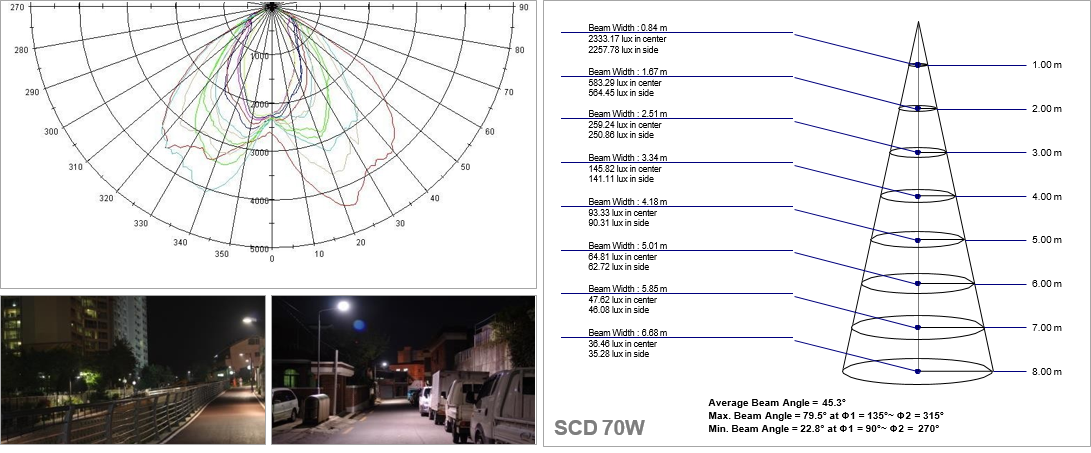 270
90
280
80
290
70
300
60
310
50
320
40
330
30
340
20
350
10
0
1000
2000
3000
4000
5000
Beam Width : 0.84 m
2333.17 lux in center
2257.78 lux in side
Beam Width : 1.67 m
583.29 lux in center
564.45 lux in side
Beam Width : 2.51 m
259.24 lux in center
250.86 lux in side
Beam Width : 3.34 m
145.82 lux in center
141.11 lux in side
Beam Width : 4.18 m
93.33 lux in center
90.31 lux in side
Beam Width : 5.01 m
64.81 lux in center
62.72 lux in side
Beam Width : 5.85 m
47.62 lux in center
46.08 lux in side
Beam Width : 6.68 m
36.46 lux in center
35.28 lux in side
1.00 m
2.00 m
3.00 m
4.00 m
5.00 m
6.00 m
7.00 m
8.00 m
Average Beam Angle = 45.3°
Max. Beam Angle = 79.5° at Φ1 = 135°~ Φ2 = 315°
Min. Beam Angle = 22.8° at Φ1 = 90°~ Φ2 = 270°
SCD 70W